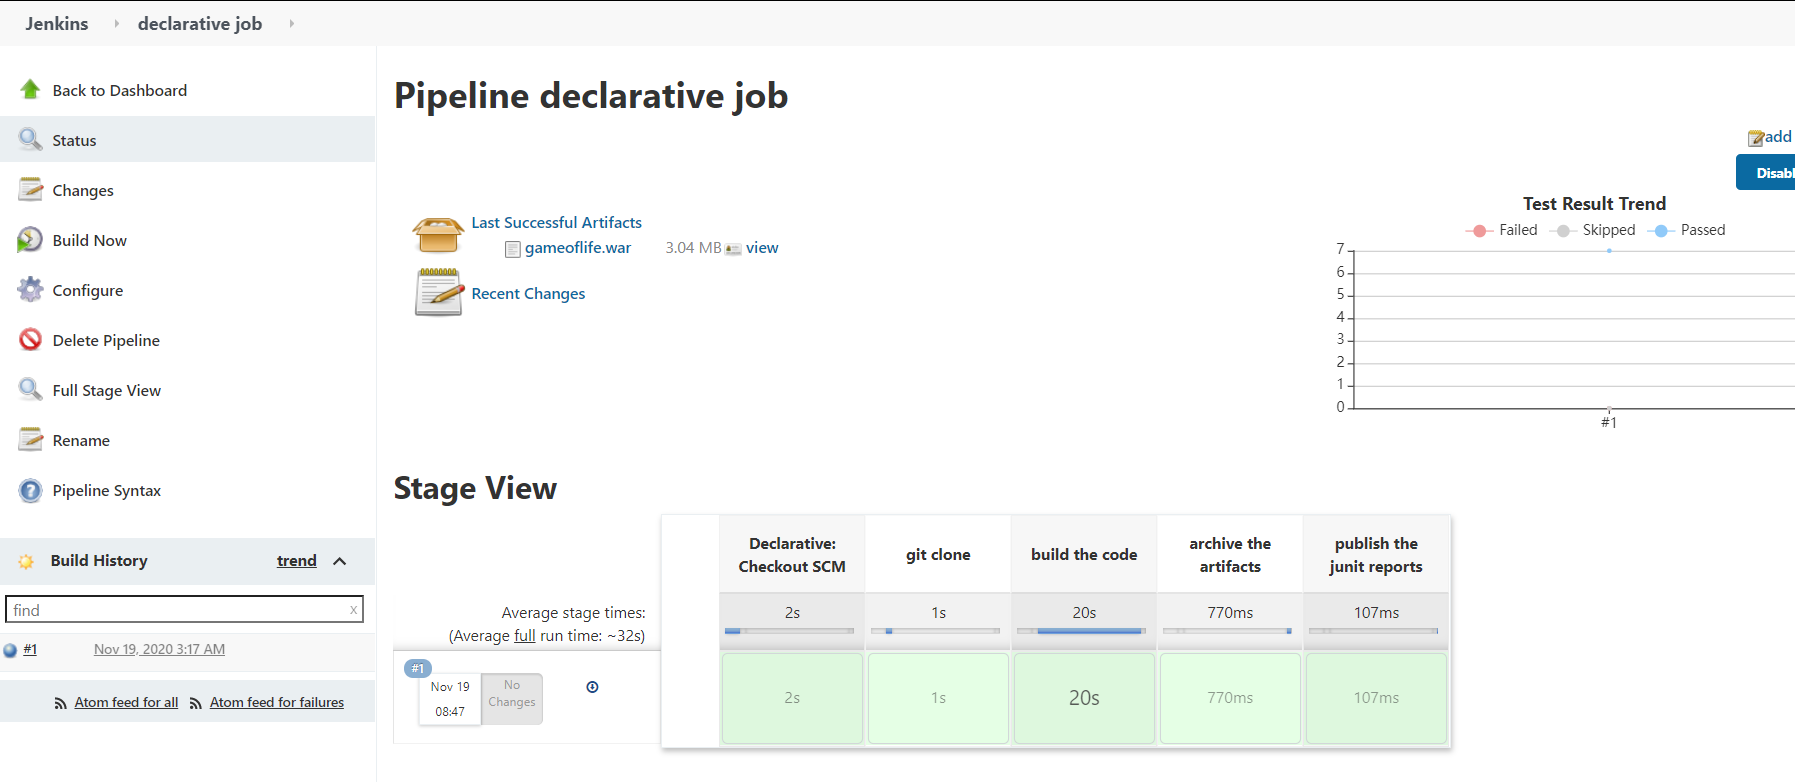 Jenkins
declarative job
Back to Dashboard
Status
Changes
Build Now
Configure
Delete Pipeline
Full Stage View
Rename
Pipeline Syntax
Build History trend
find x
#1 Nov 19, 2020 3:17 AM
Atom feed for all Atom feed for failures
Pipeline declarative job
add
Disabl
Last Successful Artifacts
gameoflife.war 3.04 MB view
Recent Changes
Test Result Trend
Failed Skipped Passed
7
6
5
4
3
2
1
0
#1
Stage View
Declarative: Checkout SCM
git clone
build the code
archive the artifacts
publish the junit reports
Average stage times:
(Average full run time: ~32s)
2s 1s 20s 770ms 107ms
#1
Nov 19
08:47
No Changes
2s 1s 20s 770ms 107ms